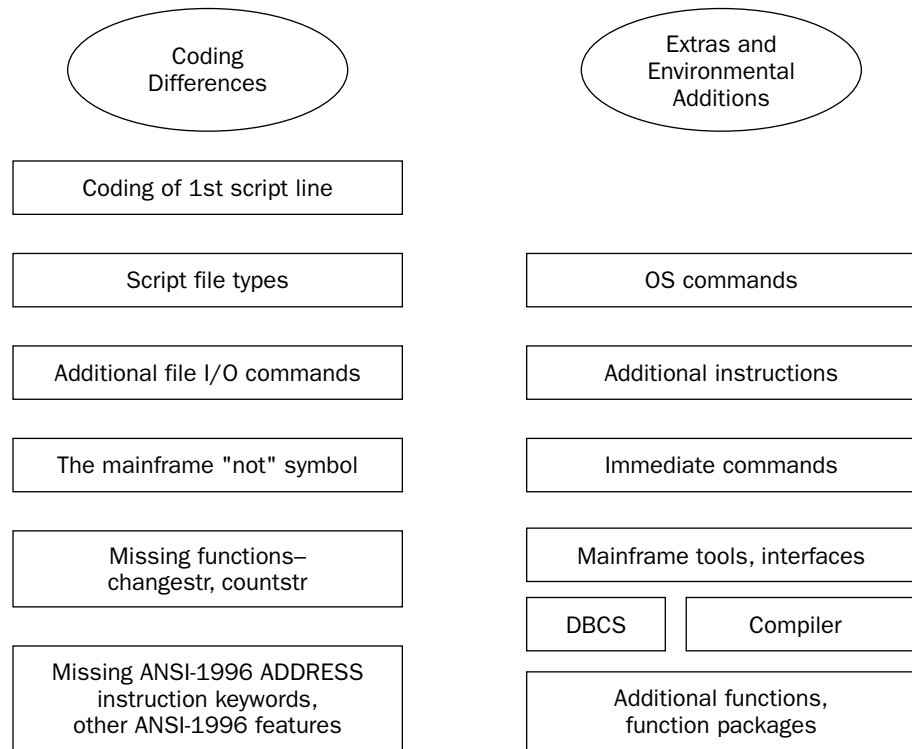 Coding
Differences
Coding of 1st script line
Script file types
Additional file I/O commands
The mainframe "not" symbol
Missing functions–
changestr, countstr
Missing ANSI-1996 ADDRESS
instruction keywords,
other ANSI-1996 features
Extras and
Environmental
Additions
OS commands
Additional instructions
Immediate commands
Mainframe tools, interfaces
DBCS
Compiler
Additional functions,
function packages